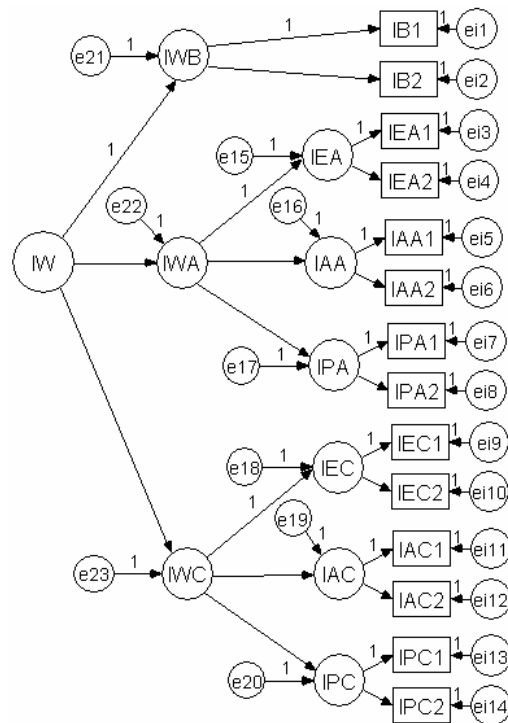 1 IB1 1 ei1
e21 1 IWB
IB2 1 ei2
1
e15 1 IEA 1 IEA1 1 ei3
1 IEA2 1 ei4
e22 1
e16 1
IW IWA IAA 1 IAA1 1 ei5
IAA2 1 ei6
e17 1 IPA 1 IPA1 1 ei7
IPA2 1 ei8
e18 1 IEC 1 IEC1 1 ei9
1 IEC2 1 ei10
e19 1
e23 1 IWC IAC 1 IAC1 1 ei11
IAC2 1 ei12
e20 1 IPC 1 IPC1 1 ei13
IPC2 1 ei14